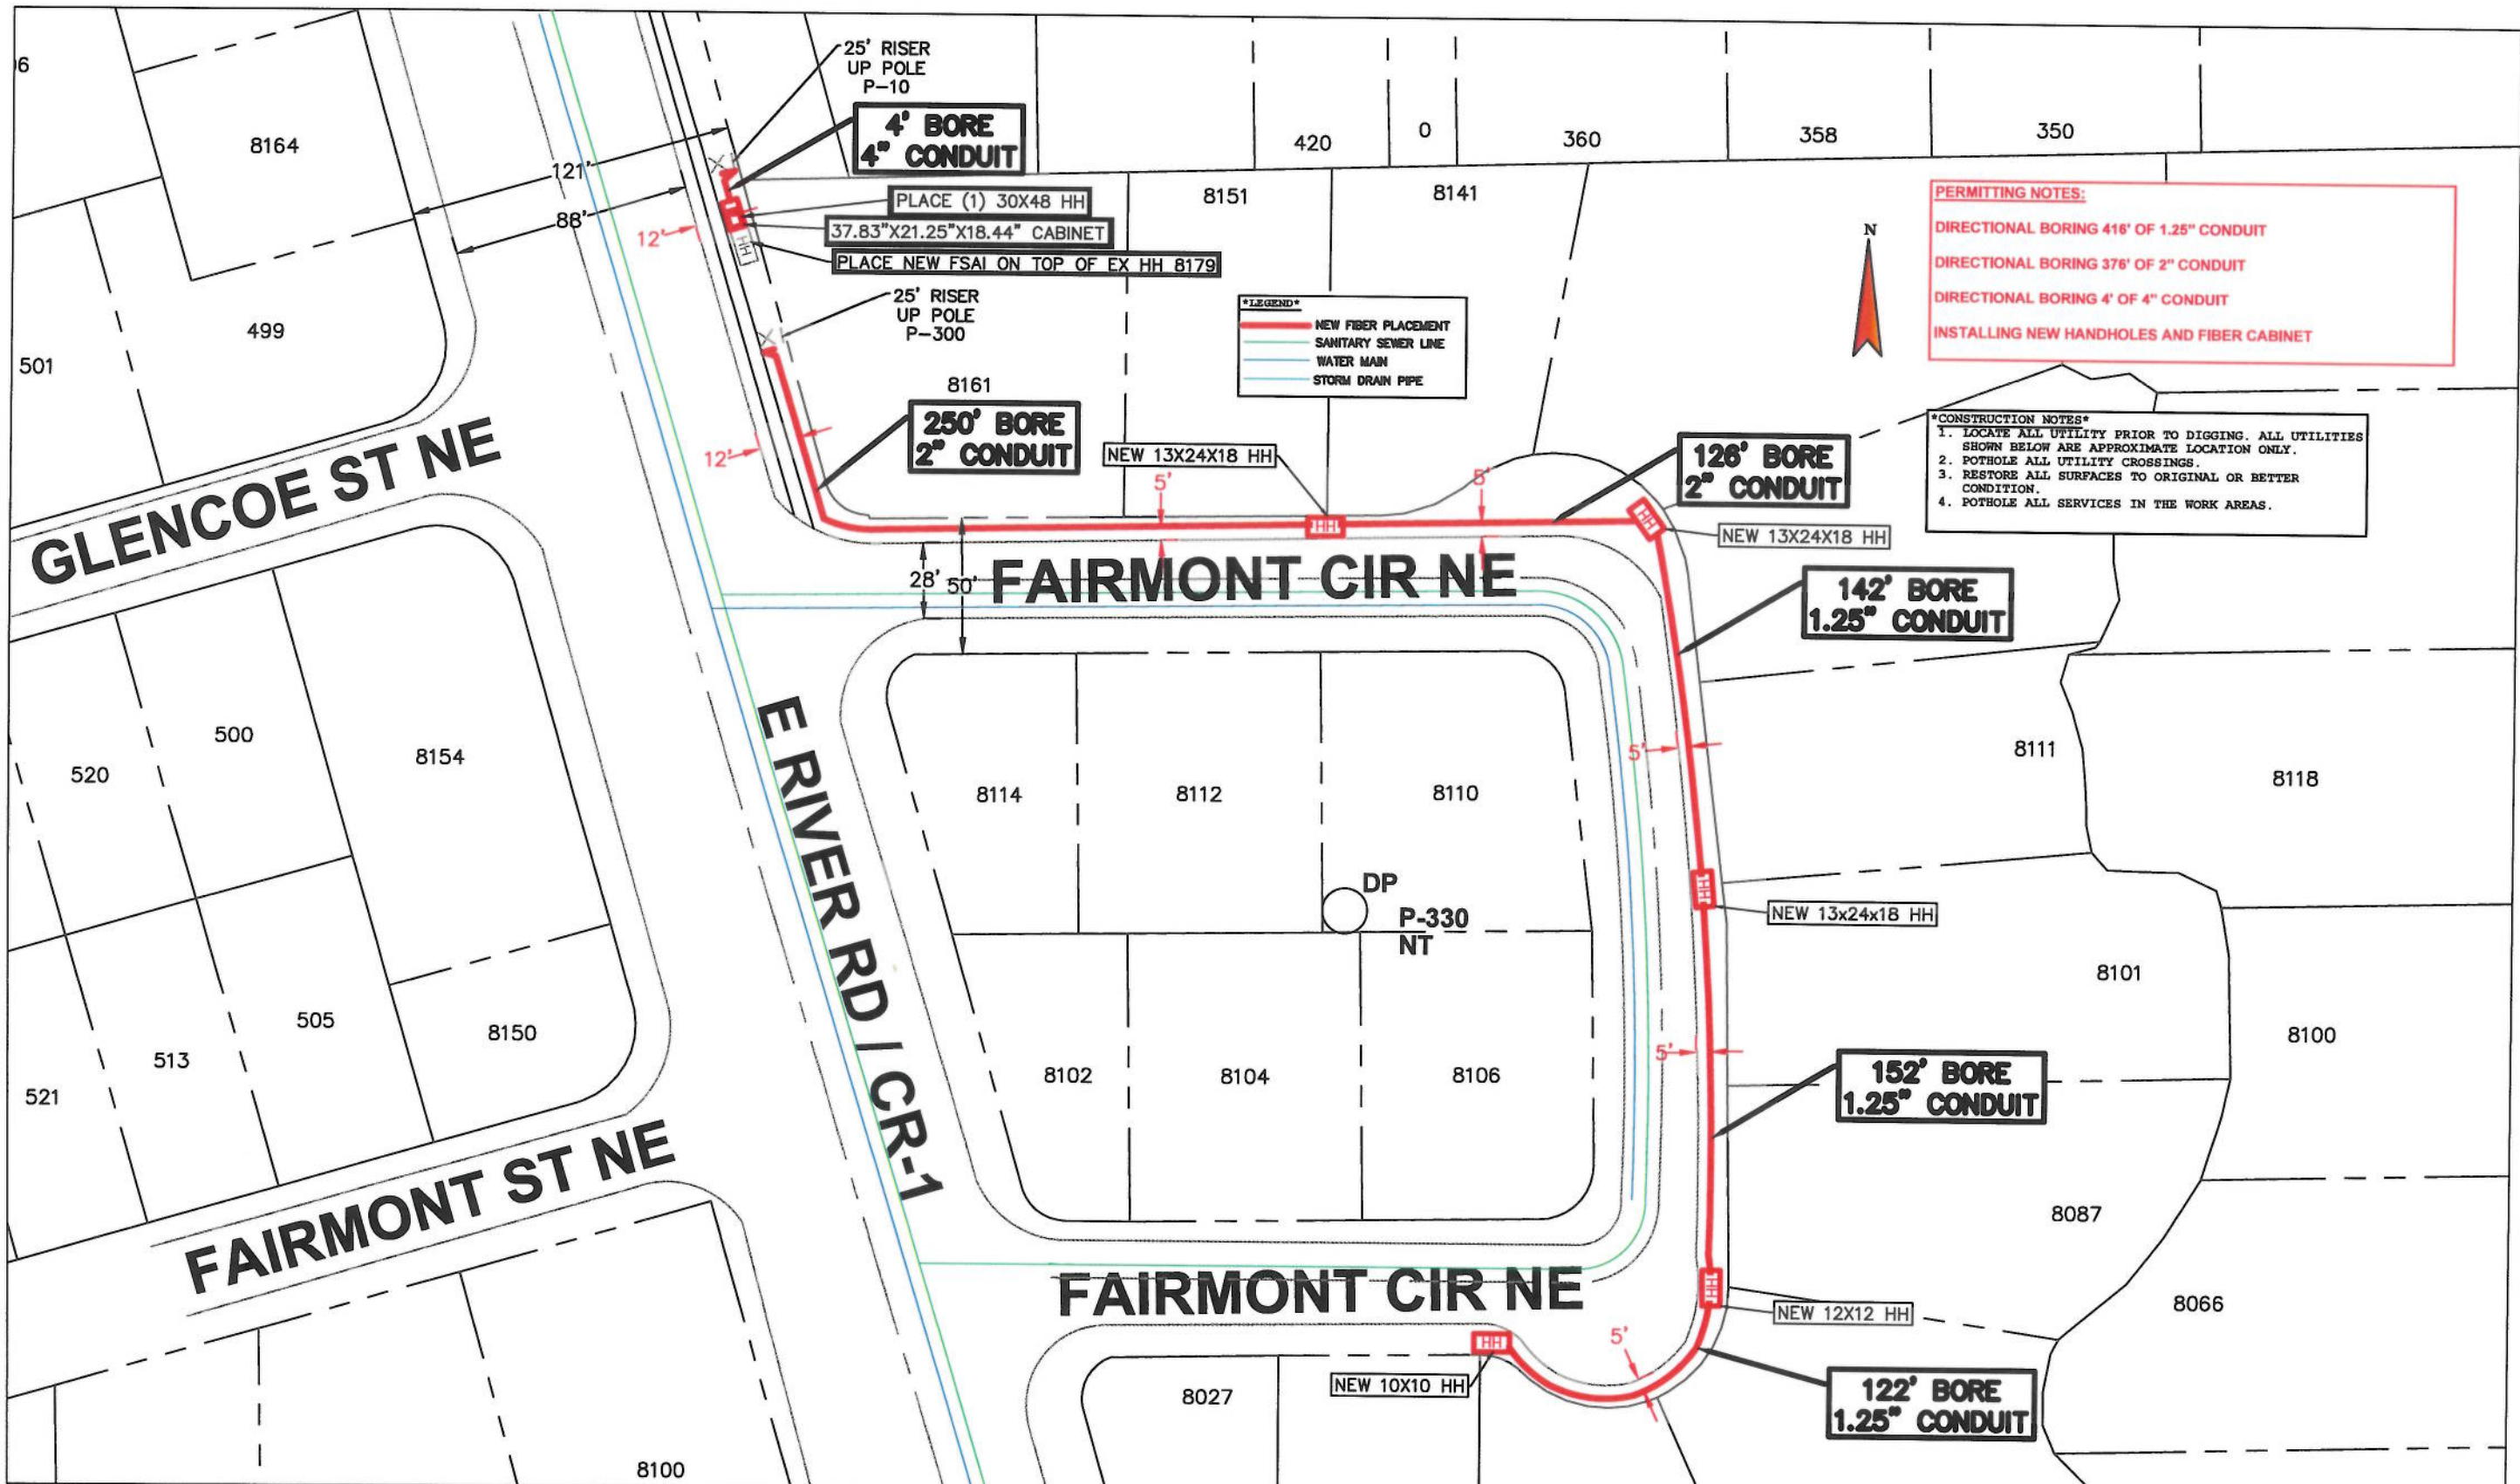 6
8164
499
501
121'
88'
12'
25' RISER
UP POLE
P-10
4' BORE
4" CONDUIT
PLACE (1) 30X48 HH
37.83"X21.25"X18.44" CABINET
PLACE NEW FSAI ON TOP OF EX HH 8179
HH
25' RISER
UP POLE
P-300
8161
420
0
360
358
350
8151
8141
*LEGEND*
NEW FIBER PLACEMENT
SANITARY SEWER LINE
WATER MAIN
STORM DRAIN PIPE
N
PERMITTING NOTES:
DIRECTIONAL BORING 416' OF 1.25" CONDUIT
DIRECTIONAL BORING 376' OF 2" CONDUIT
DIRECTIONAL BORING 4' OF 4" CONDUIT
INSTALLING NEW HANDHOLES AND FIBER CABINET
*CONSTRUCTION NOTES*
1. LOCATE ALL UTILITY PRIOR TO DIGGING. ALL UTILITIES
SHOWN BELOW ARE APPROXIMATE LOCATION ONLY.
2. POTHOLE ALL UTILITY CROSSINGS.
3. RESTORE ALL SURFACES TO ORIGINAL OR BETTER
CONDITION.
4. POTHOLE ALL SERVICES IN THE WORK AREAS.
250' BORE
2" CONDUIT
12'
NEW 13X24X18 HH
5'
5'
126' BORE
2" CONDUIT
HH
HH
NEW 13X24X18 HH
GLENCOE ST NE
28'
50'
FAIRMONT CIR NE
142' BORE
1.25" CONDUIT
E RIVER RD / CR-1
520
500
8154
8114
8112
8110
5'
8111
8118
DP
P-330
NT
HH
NEW 13x24x18 HH
521
513
505
8150
8102
8104
8106
5'
8101
8100
152' BORE
1.25" CONDUIT
8087
FAIRMONT ST NE
FAIRMONT CIR NE
HH
NEW 12X12 HH
8066
HH
5'
NEW 10X10 HH
8027
122' BORE
1.25" CONDUIT
8100